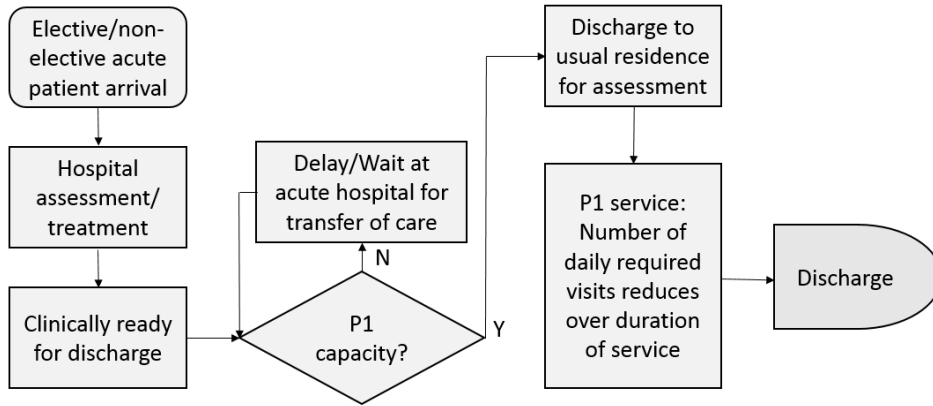 Elective/non-
elective acute
patient arrival
Hospital
assessment/
treatment
Clinically ready
for discharge
Delay/Wait at
acute hospital for
transfer of care
N
P1
capacity?
Y
Discharge to
usual residence
for assessment
P1 service:
Number of
daily required
visits reduces
over duration
of service
Discharge